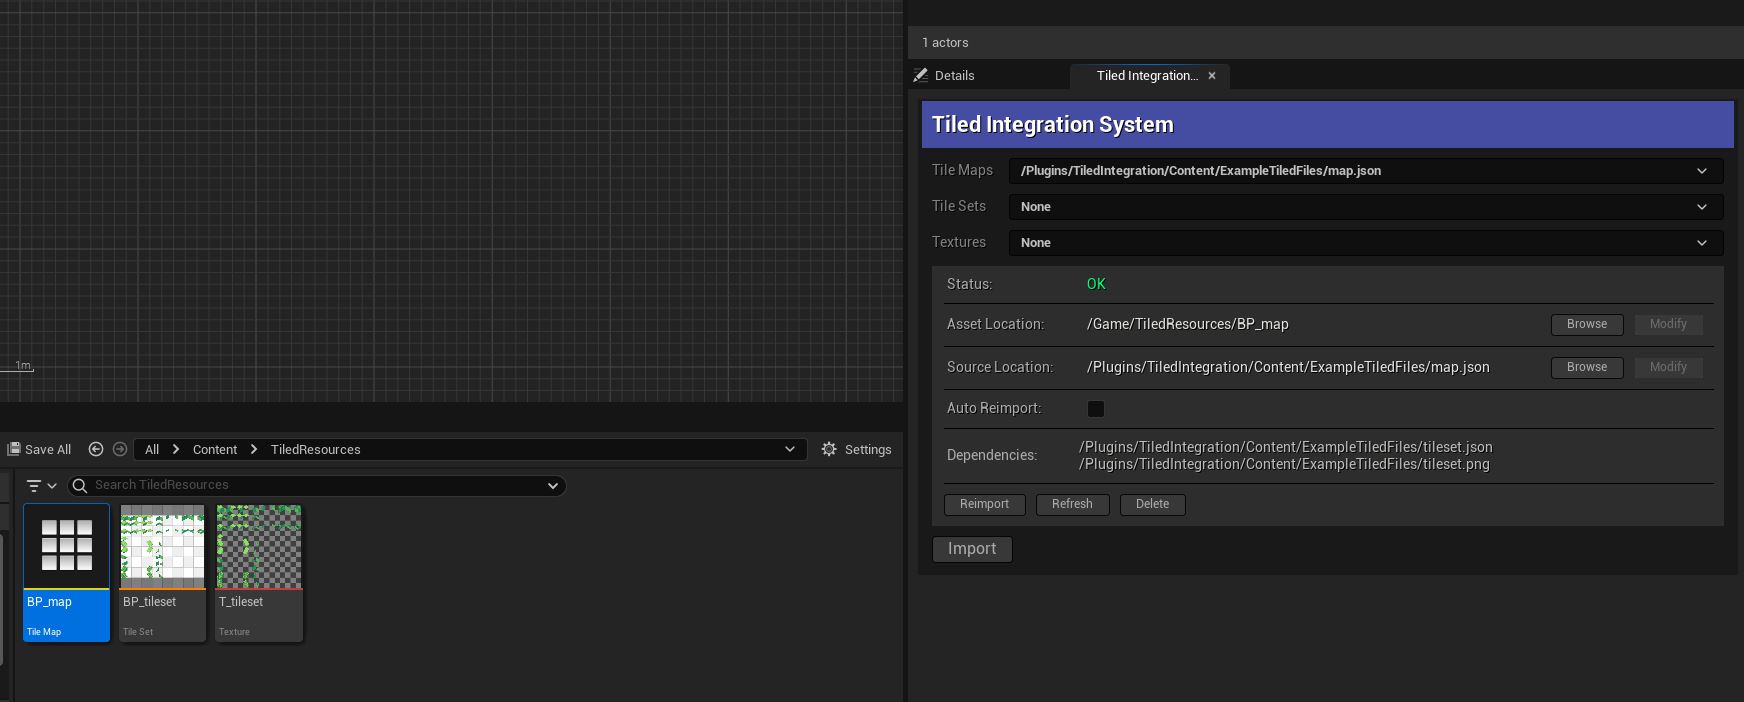 1m
Save All
All
Content
TiledResources
Settings
Search TiledResources
BP_map
Tile Map
BP_tileset
Tile Set
T_tileset
Texture
1 actors
Details
Tiled Integration...
Tiled Integration System
Tile Maps /Plugins/TiledIntegration/Content/ExampleTiledFiles/map.json
Tile Sets None
Textures None
Status: OK
Asset Location: /Game/TiledResources/BP_map Browse Modify
Source Location: /Plugins/TiledIntegration/Content/ExampleTiledFiles/map.json Browse Modify
Auto Reimport:
Dependencies: /Plugins/TiledIntegration/Content/ExampleTiledFiles/tileset.json
/Plugins/TiledIntegration/Content/ExampleTiledFiles/tileset.png
Reimport Refresh Delete
Import